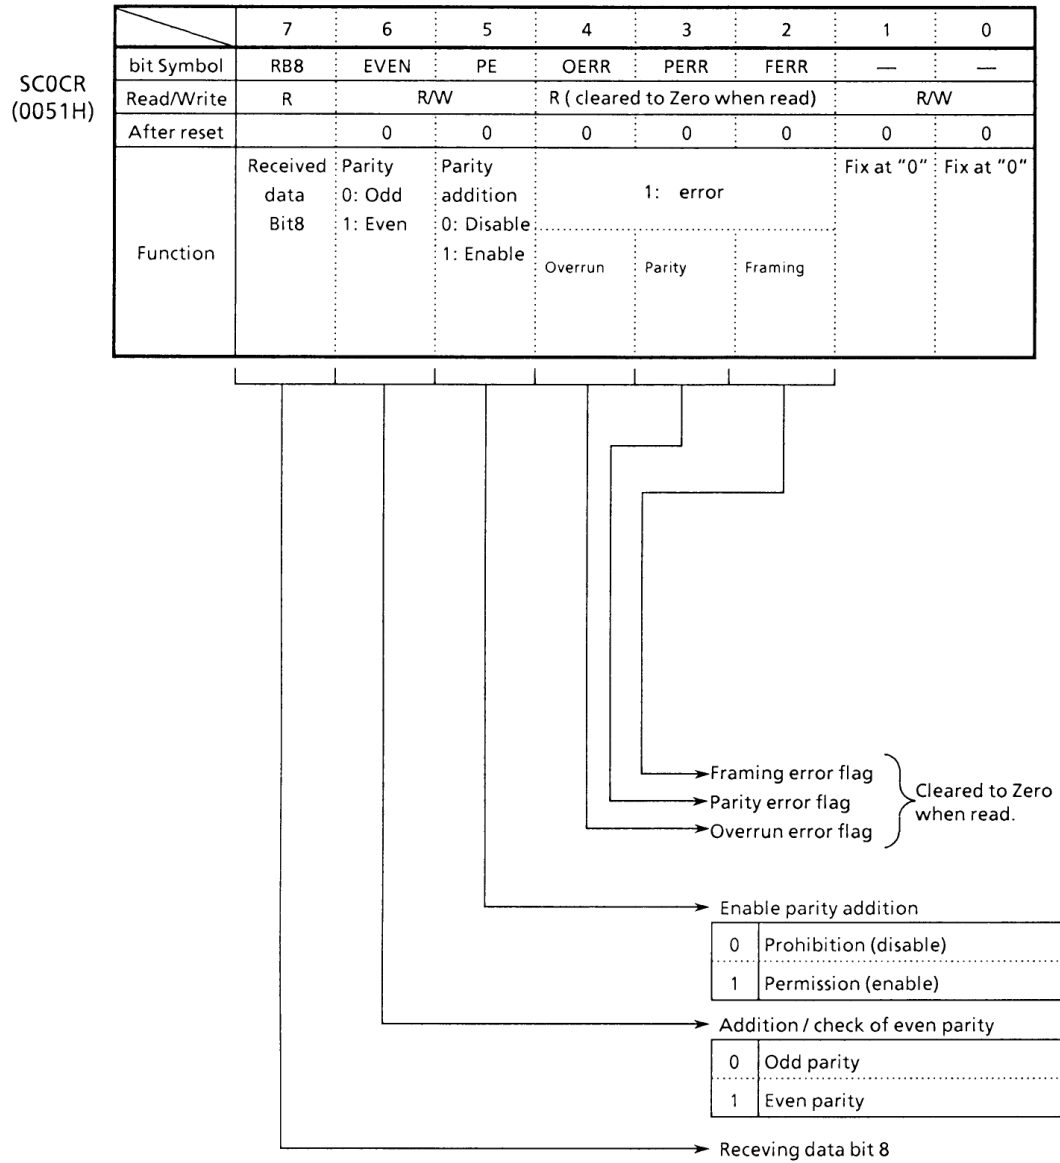 7 6 5 4 3 2 1 0
SC0CR
(0051H)
bit Symbol RB8 EVEN PE OERR PERR FERR — —
Read/Write R R/W R ( cleared to Zero when read) R/W
After reset 0 0 0 0 0 0 0
Function
Received
data
Bit8
Parity
0: Odd
1: Even
Parity
addition
0: Disable
1: Enable
1: error
Overrun Parity Framing
Fix at "0" Fix at "0"
Framing error flag
Parity error flag
Overrun error flag
Cleared to Zero
when read.
Enable parity addition
0 Prohibition (disable)
1 Permission (enable)
Addition / check of even parity
0 Odd parity
1 Even parity
Receving data bit 8